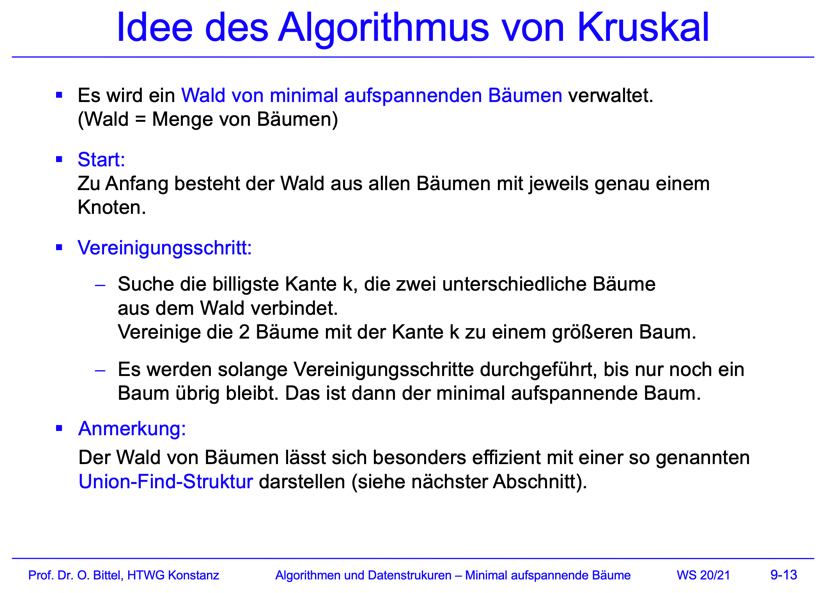 Idee des Algorithmus von Kruskal
▪ Es wird ein Wald von minimal aufspannenden Bäumen verwaltet.
(Wald = Menge von Bäumen)
▪ Start:
Zu Anfang besteht der Wald aus allen Bäumen mit jeweils genau einem
Knoten.
▪ Vereinigungsschritt:
– Suche die billigste Kante k, die zwei unterschiedliche Bäume
aus dem Wald verbindet.
Vereinige die 2 Bäume mit der Kante k zu einem größeren Baum.
– Es werden solange Vereinigungsschritte durchgeführt, bis nur noch ein
Baum übrig bleibt. Das ist dann der minimal aufspannende Baum.
▪ Anmerkung:
Der Wald von Bäumen lässt sich besonders effizient mit einer so genannten
Union-Find-Struktur darstellen (siehe nächster Abschnitt).
Prof. Dr. O. Bittel, HTWG Konstanz Algorithmen und Datenstrukuren – Minimal aufspannende Bäume WS 20/21 9-13